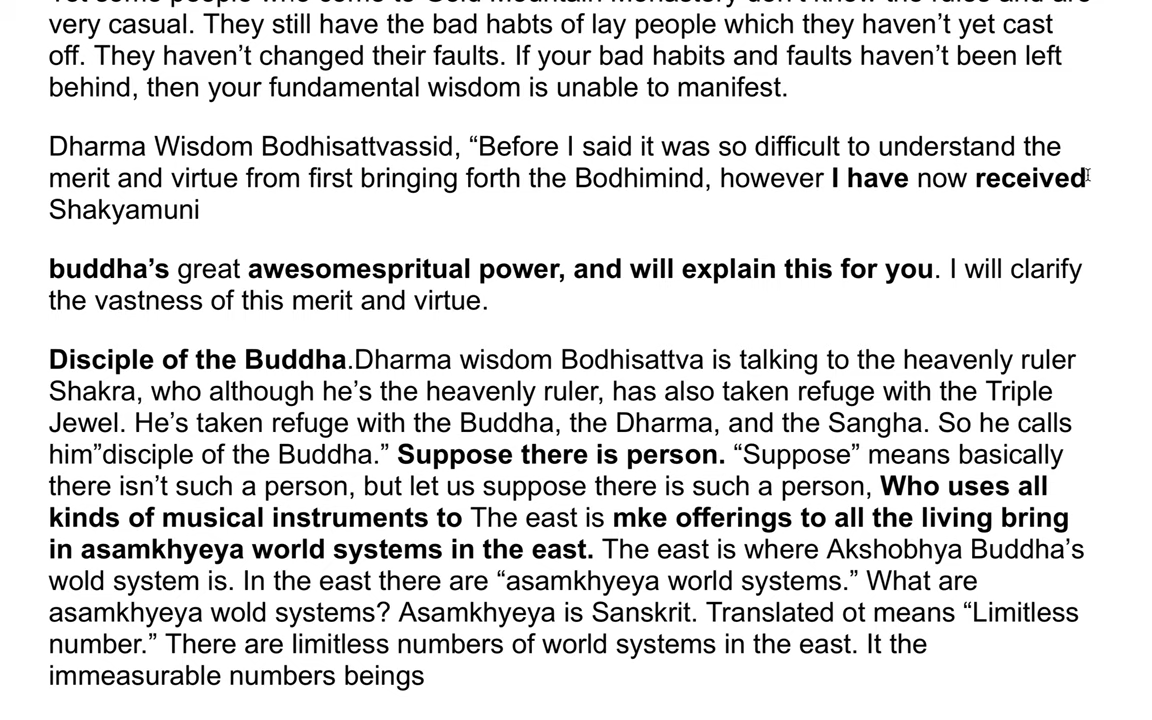 very casual. They still have the bad habts of lay people which they haven’t yet cast
off. They haven’t changed their faults. If your bad habits and faults haven’t been left
behind, then your fundamental wisdom is unable to manifest.
Dharma Wisdom Bodhisattvassid, “Before I said it was so difficult to understand the
merit and virtue from first bringing forth the Bodhimind, however I have now received
Shakyamuni
buddha’s great awesomespritual power, and will explain this for you. I will clarify
the vastness of this merit and virtue.
Disciple of the Buddha.Dharma wisdom Bodhisattva is talking to the heavenly ruler
Shakra, who although he’s the heavenly ruler, has also taken refuge with the Triple
Jewel. He’s taken refuge with the Buddha, the Dharma, and the Sangha. So he calls
him”disciple of the Buddha.” Suppose there is person. “Suppose” means basically
there isn’t such a person, but let us suppose there is such a person, Who uses all
kinds of musical instruments to The east is mke offerings to all the living bring
in asamkhyeya world systems in the east. The east is where Akshobhya Buddha’s
wold system is. In the east there are “asamkhyeya world systems.” What are
asamkhyeya wold systems? Asamkhyeya is Sanskrit. Translated ot means “Limitless
number.” There are limitless numbers of world systems in the east. It the
immeasurable numbers beings